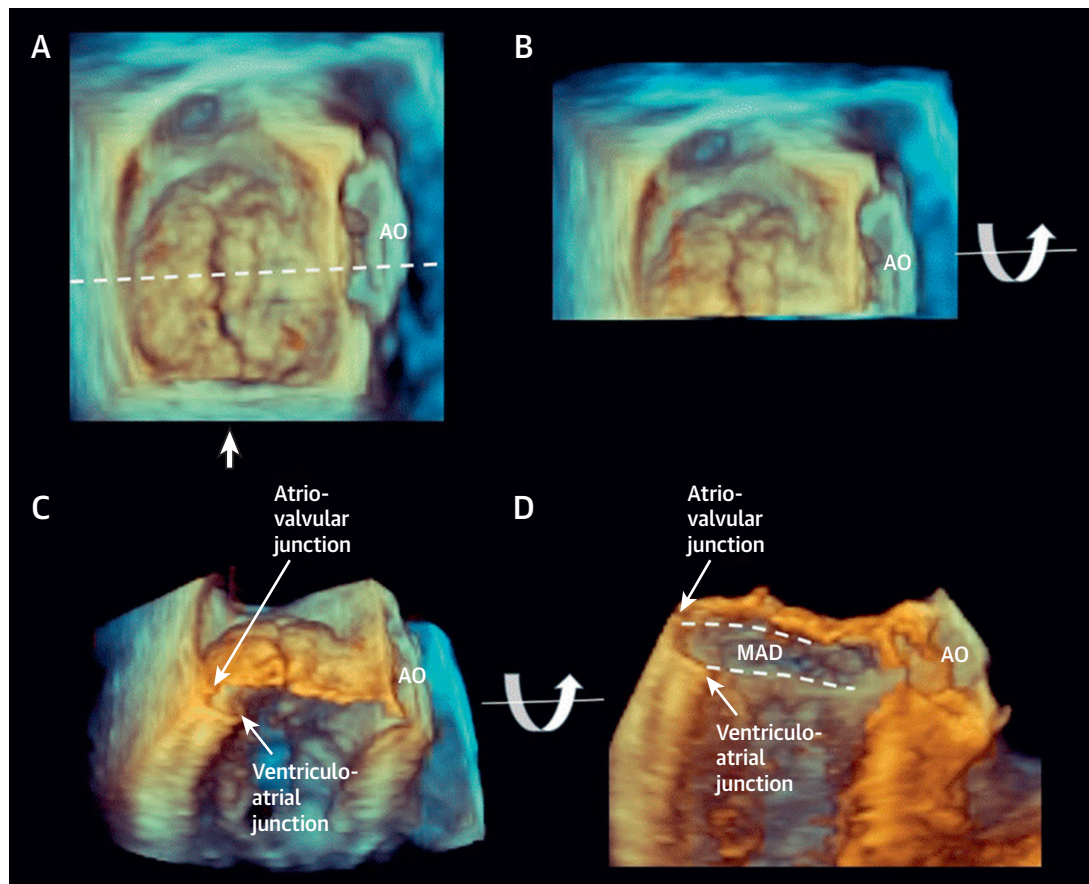 A
AO
B
AO
C
Atrio-
valvular
junction
AO
Ventriculo-
atrial
junction
D
Atrio-
valvular
junction
MAD
AO
Ventriculo-
atrial
junction